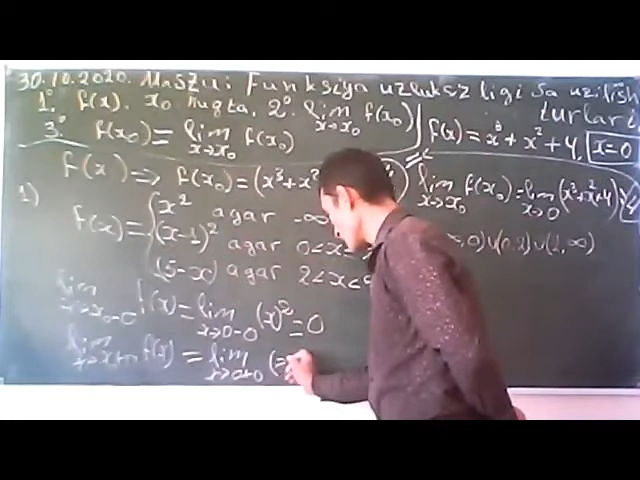 30.10.2020. Mavzu: Funksiya uzluksizligi va uzilish
turlari
1°. f(x). x₀ nuqta. 2°. lim x→x₀ f(x₀)
3°. f(x₀) = lim x→x₀ f(x₀)
f(x) = x³ + x² + 4, x=0
f(x) => f(x₀) = (x³+x²
lim x→x₀ f(x₀) = lim x→0 (x³+x²+4)
1)
f(x) = { x² agar -∞
(x-1)² agar 0<x≤
(5-x) agar 2<x<
,0)∪(0,2)∪(2,∞)
lim x→-0 f(x) = lim x→0-0 (x)² = 0
lim f(x) = lim x→0+0 (